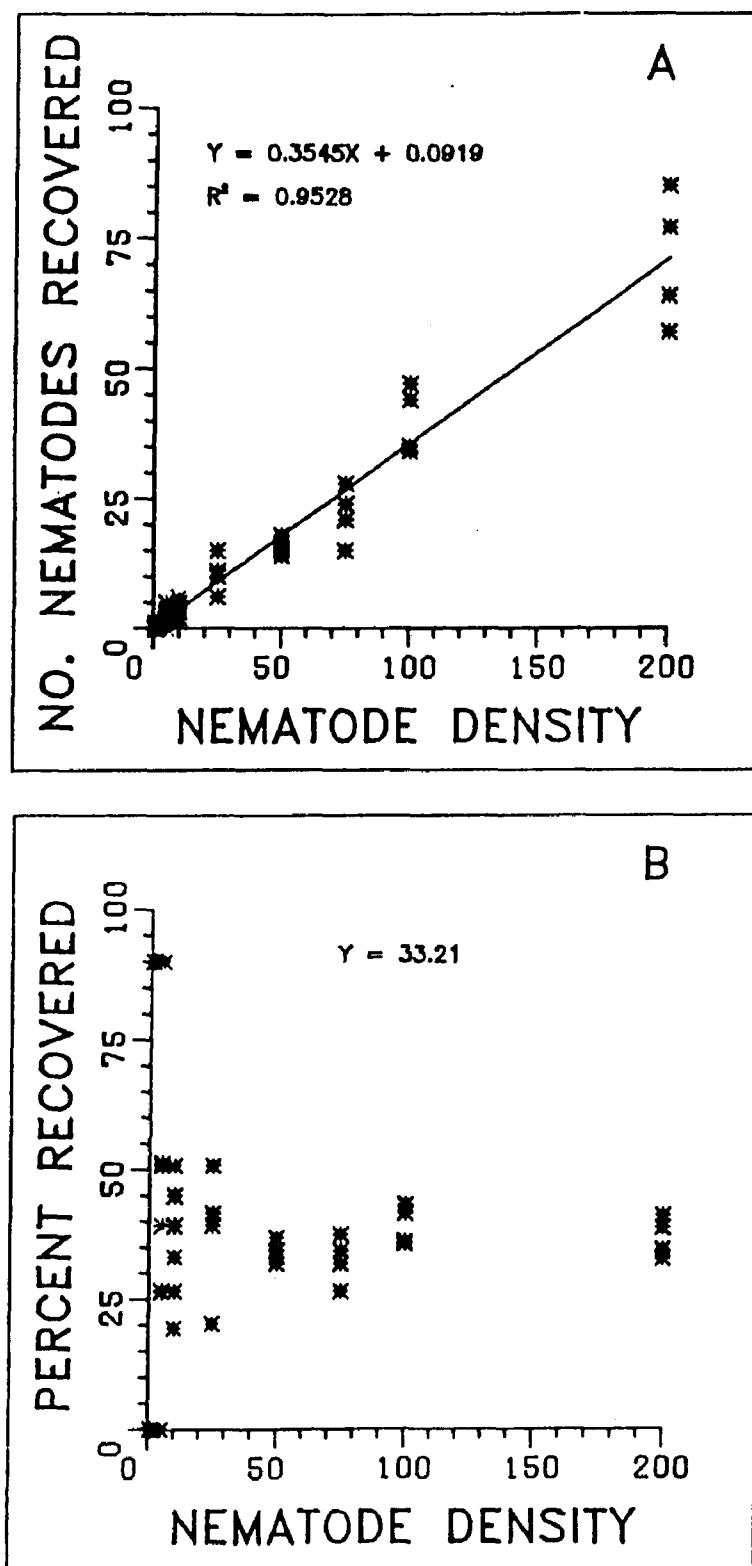 A
NO. NEMATODES RECOVERED
100
75
50
25
0
Y = 0.3545X + 0.0919
R² = 0.9528
0 50 100 150 200
NEMATODE DENSITY
B
PERCENT RECOVERED
100
75
50
25
0
Y = 33.21
0 50 100 150 200
NEMATODE DENSITY